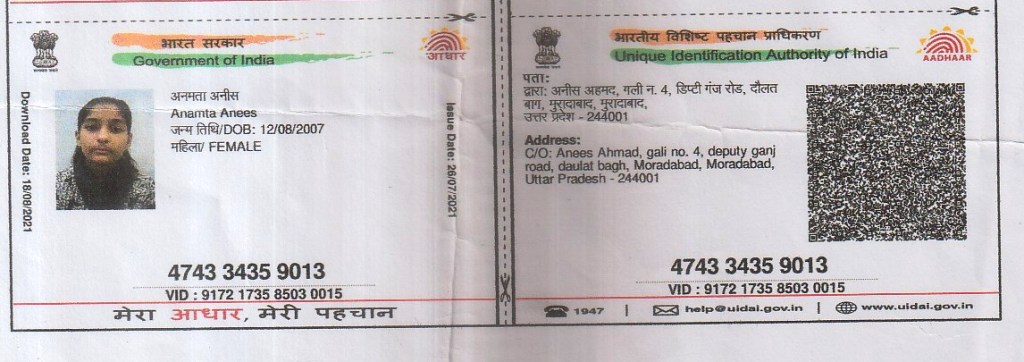 भारत सरकार
Government of India
आधार
Download Date: 18/08/2021
अनमता अनीस
Anamta Anees
जन्म तिथि/DOB: 12/08/2007
महिला/ FEMALE
Issue Date: 26/07/2021
4743 3435 9013
VID : 9172 1735 8503 0015
मेरा आधार, मेरी पहचान
भारतीय विशिष्ट पहचान प्राधिकरण
Unique Identification Authority of India
AADHAAR
पता:
द्वारा: अनीस अहमद, गली न. 4, डिप्टी गंज रोड, दौलत
बाग, मुरादाबाद, मुरादाबाद,
उत्तर प्रदेश - 244001
Address:
C/O: Anees Ahmad, gali no. 4, deputy ganj
road, daulat bagh, Moradabad, Moradabad,
Uttar Pradesh - 244001
4743 3435 9013
VID : 9172 1735 8503 0015
1947 | help@uidai.gov.in | www.uidai.gov.in